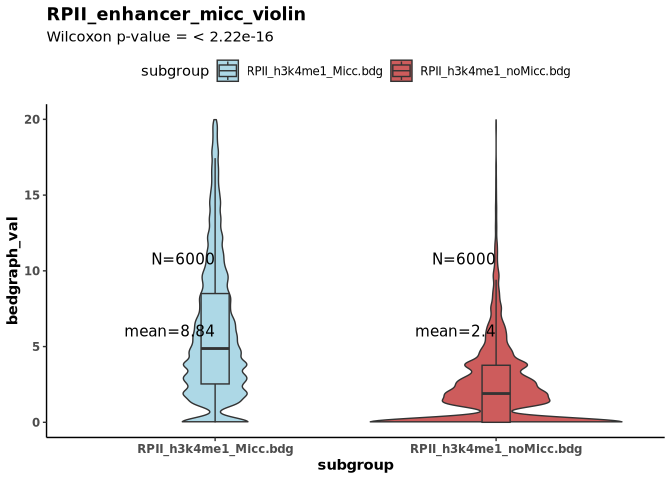 RPII_enhancer_micc_violin
Wilcoxon p-value = < 2.22e-16
subgroup RPII_h3k4me1_Micc.bdg RPII_h3k4me1_noMicc.bdg
20
15
N=6000 N=6000
10
mean=8.84 mean=2.4
5
0
bedgraph_val
RPII_h3k4me1_Micc.bdg RPII_h3k4me1_noMicc.bdg
subgroup